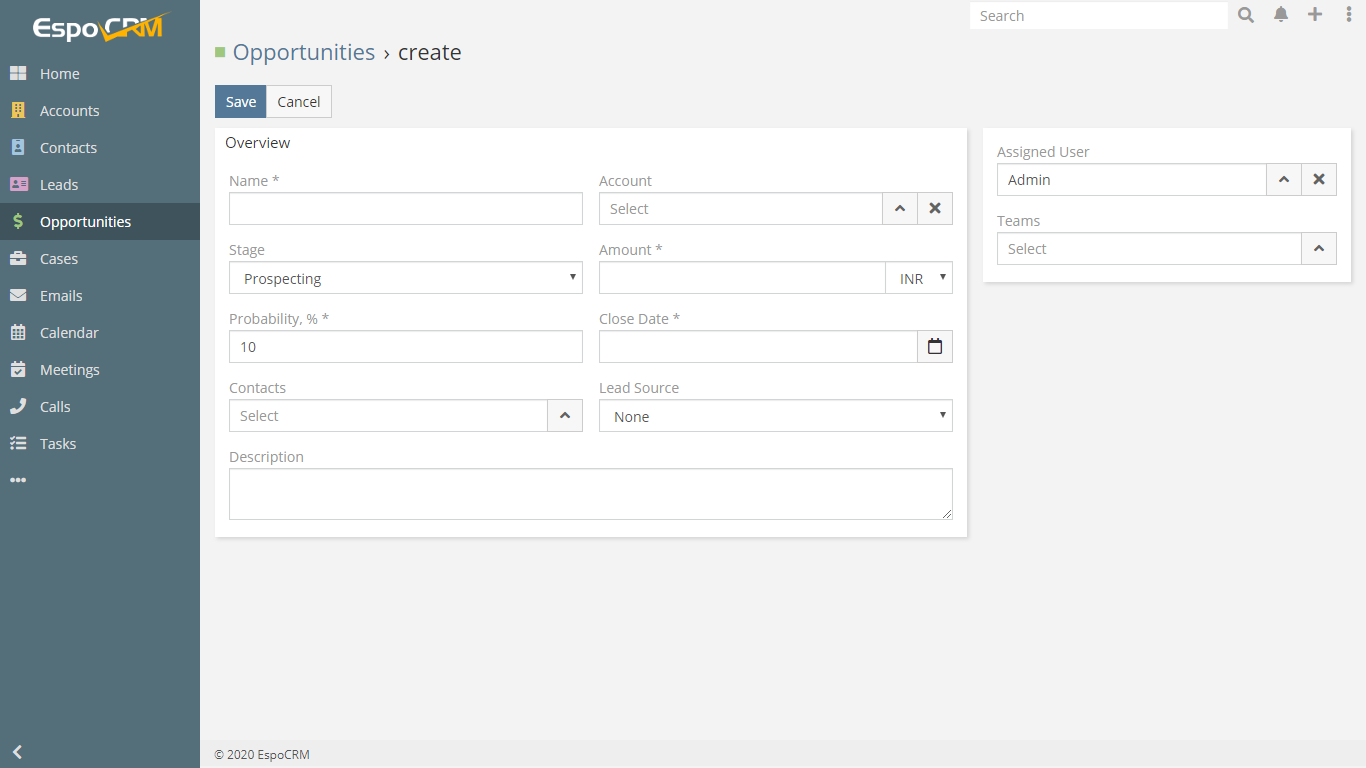 EspoCRM
Search
Home
Accounts
Contacts
Leads
Opportunities
Cases
Emails
Calendar
Meetings
Calls
Tasks
Opportunities › create
Save Cancel
Overview
Name * Account
Select
Stage Amount *
Prospecting INR
Probability, % * Close Date *
10
Contacts Lead Source
Select None
Description
Assigned User
Admin
Teams
Select
© 2020 EspoCRM